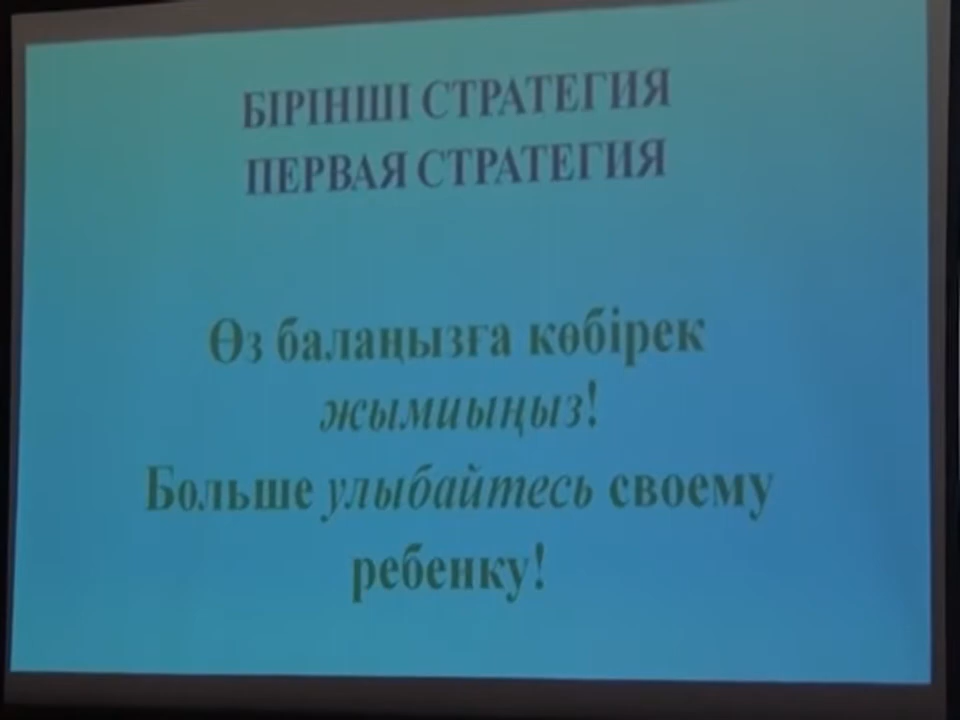 БІРІНШІ СТРАТЕГИЯ
ПЕРВАЯ СТРАТЕГИЯ
Өз балаңызға көбірек
жымиыңыз!
Больше улыбайтесь своему
ребенку!